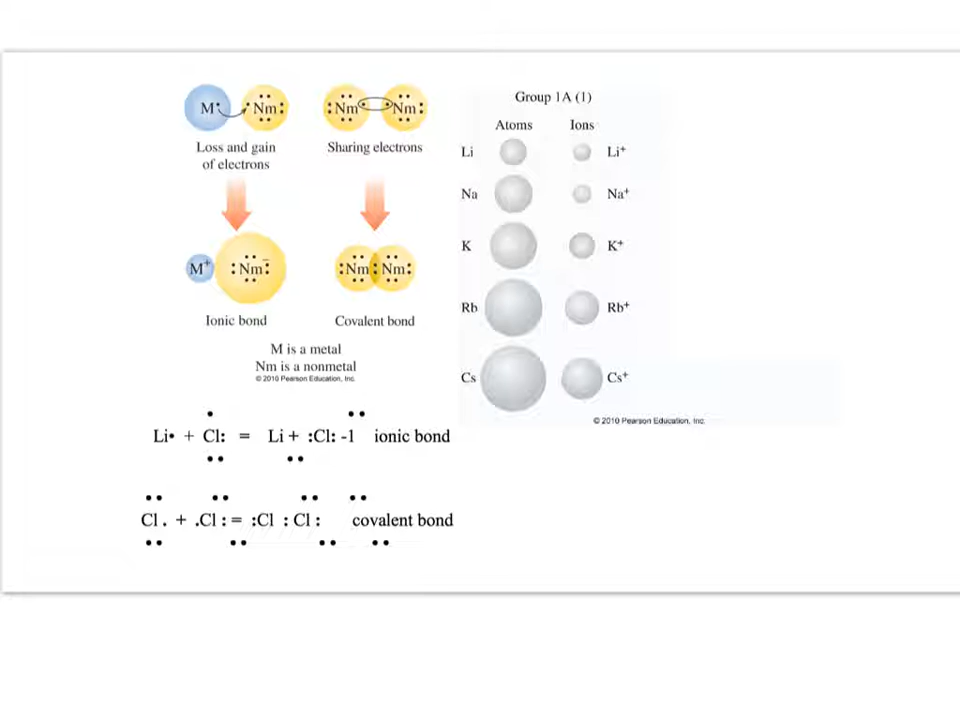 M• :Nm: :Nm• •Nm:
Loss and gain
of electrons
Sharing electrons
M+ :Nm:-
:Nm:Nm:
Ionic bond
Covalent bond
M is a metal
Nm is a nonmetal
© 2010 Pearson Education, Inc.
Group 1A (1)
Atoms Ions
Li Li+
Na Na+
K K+
Rb Rb+
Cs Cs+
© 2010 Pearson Education, Inc.
Li• + Cl: = Li + :Cl: -1 ionic bond
Cl . + .Cl : = :Cl : Cl : covalent bond